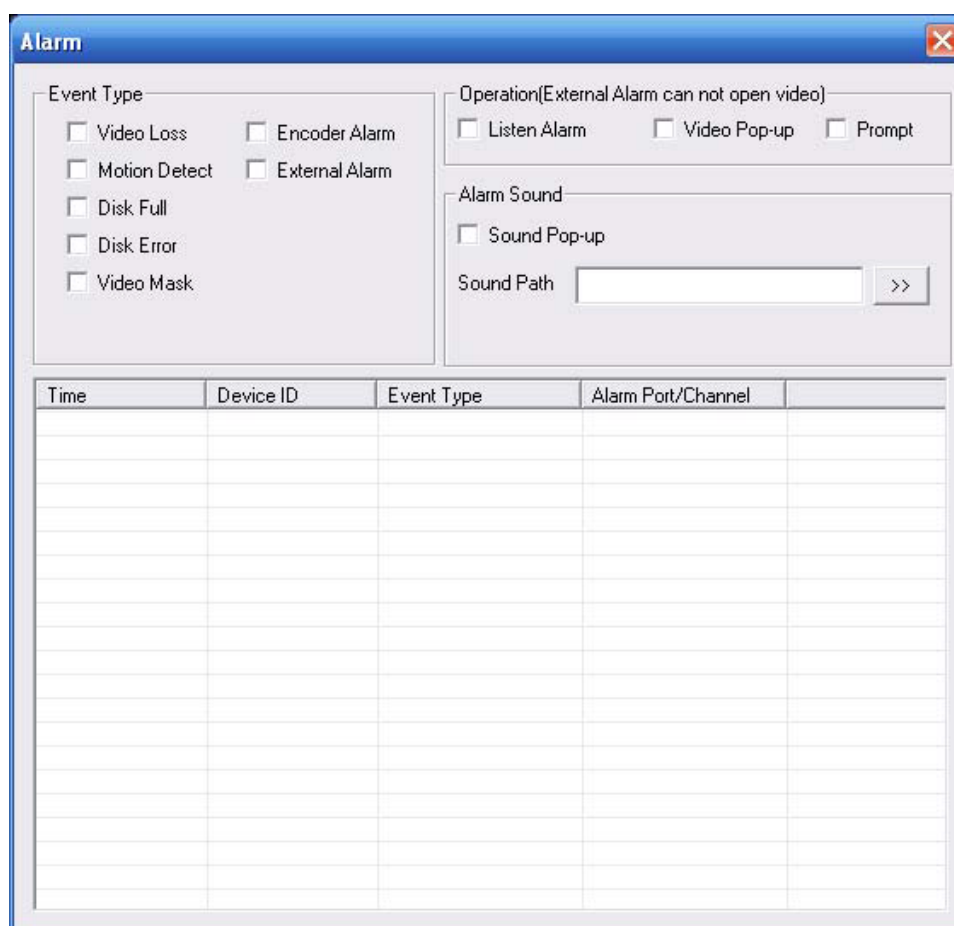 Alarm
Event Type
Video Loss
Encoder Alarm
Motion Detect
External Alarm
Disk Full
Disk Error
Video Mask
Operation(External Alarm can not open video)
Listen Alarm
Video Pop-up
Prompt
Alarm Sound
Sound Pop-up
Sound Path
>>
Time
Device ID
Event Type
Alarm Port/Channel